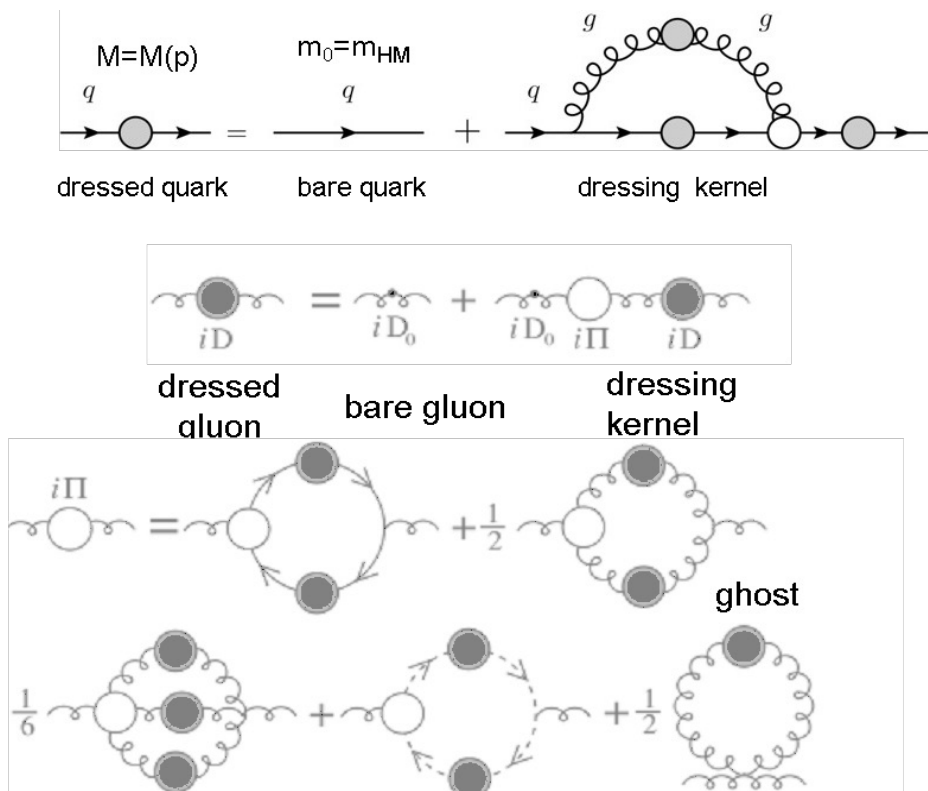 g g
M=M(p) m₀=m_HM
q q q
= +
dressed quark bare quark dressing kernel
= +
iD iD₀ iD₀ iΠ iD
dressed gluon bare gluon dressing kernel
iΠ
= + 1/2
ghost
1/6 + + 1/2